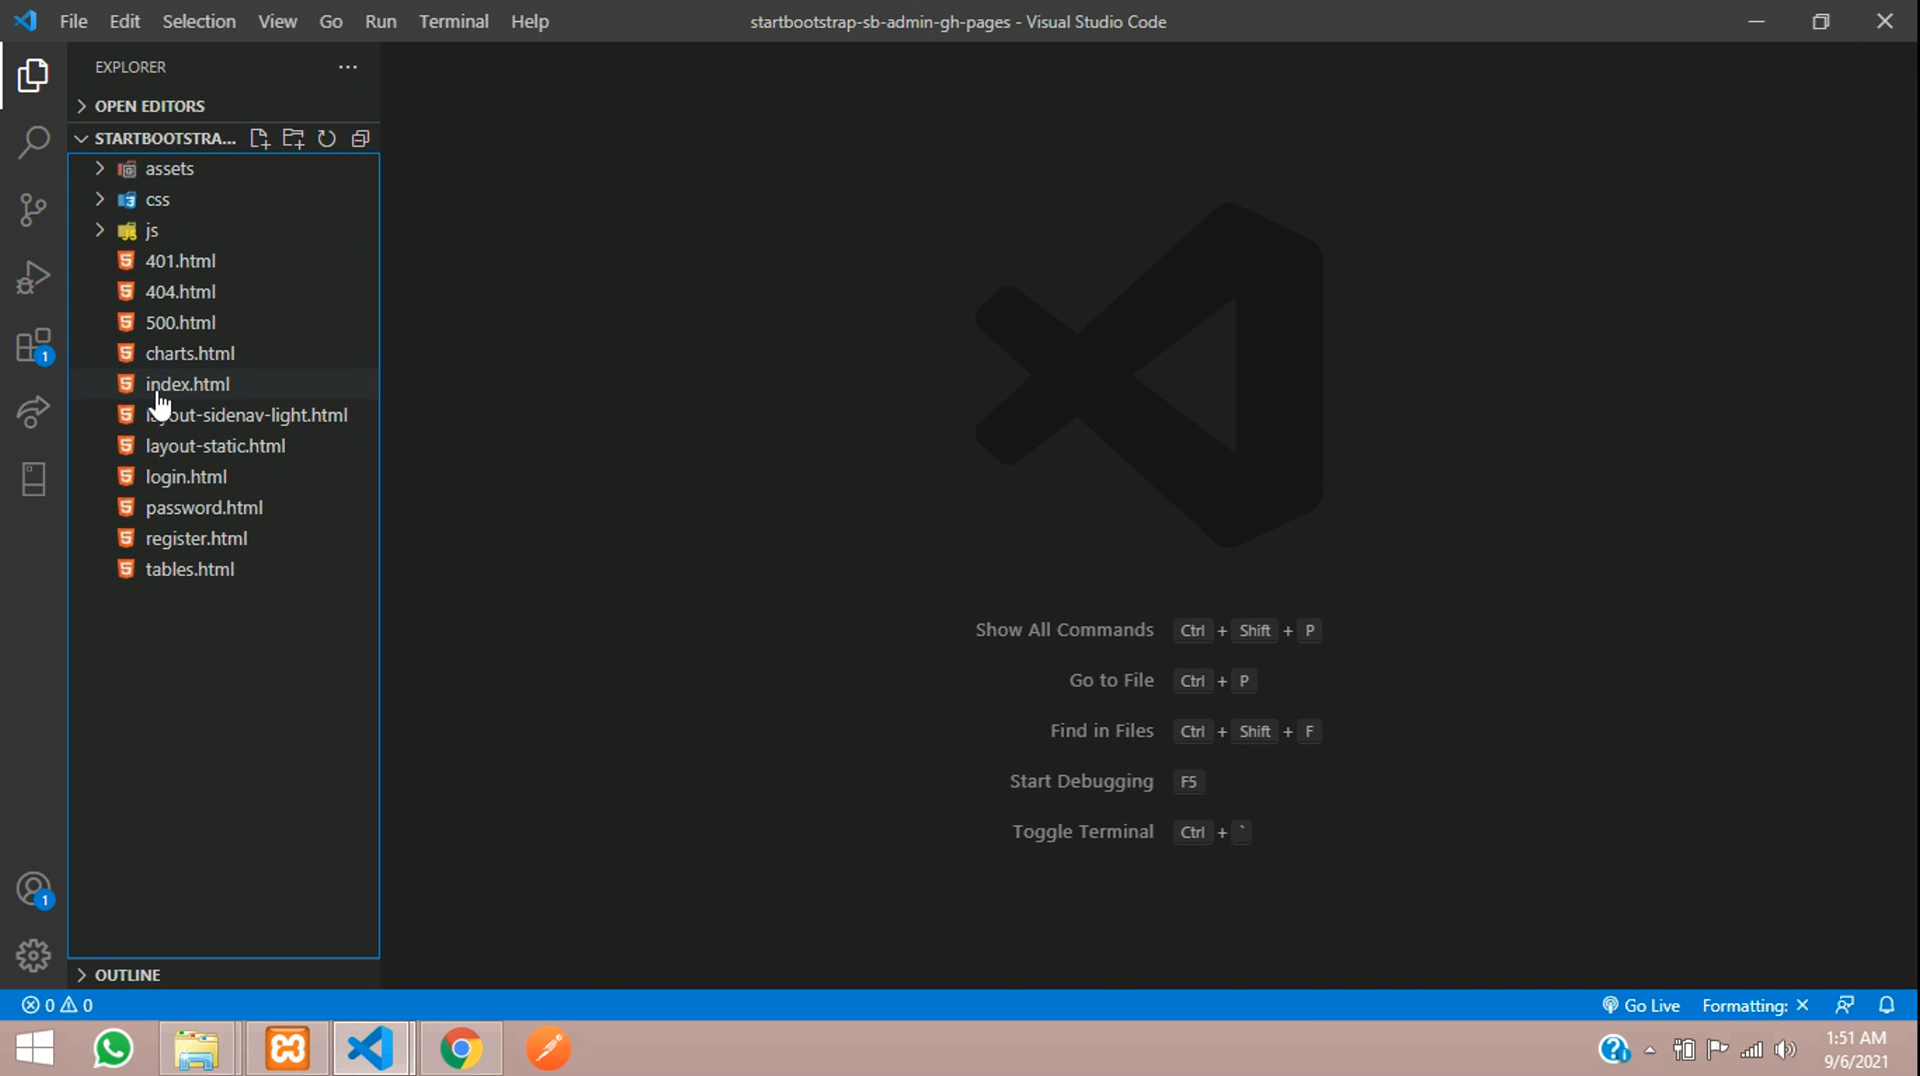 File Edit Selection View Go Run Terminal Help
startbootstrap-sb-admin-gh-pages - Visual Studio Code
EXPLORER
OPEN EDITORS
STARTBOOTSTRA...
assets
css
js
401.html
404.html
500.html
charts.html
index.html
layout-sidenav-light.html
layout-static.html
login.html
password.html
register.html
tables.html
Show All Commands Ctrl + Shift + P
Go to File Ctrl + P
Find in Files Ctrl + Shift + F
Start Debugging F5
Toggle Terminal Ctrl + `
1
1
OUTLINE
0 0
Go Live Formatting: ×
1:51 AM
9/6/2021